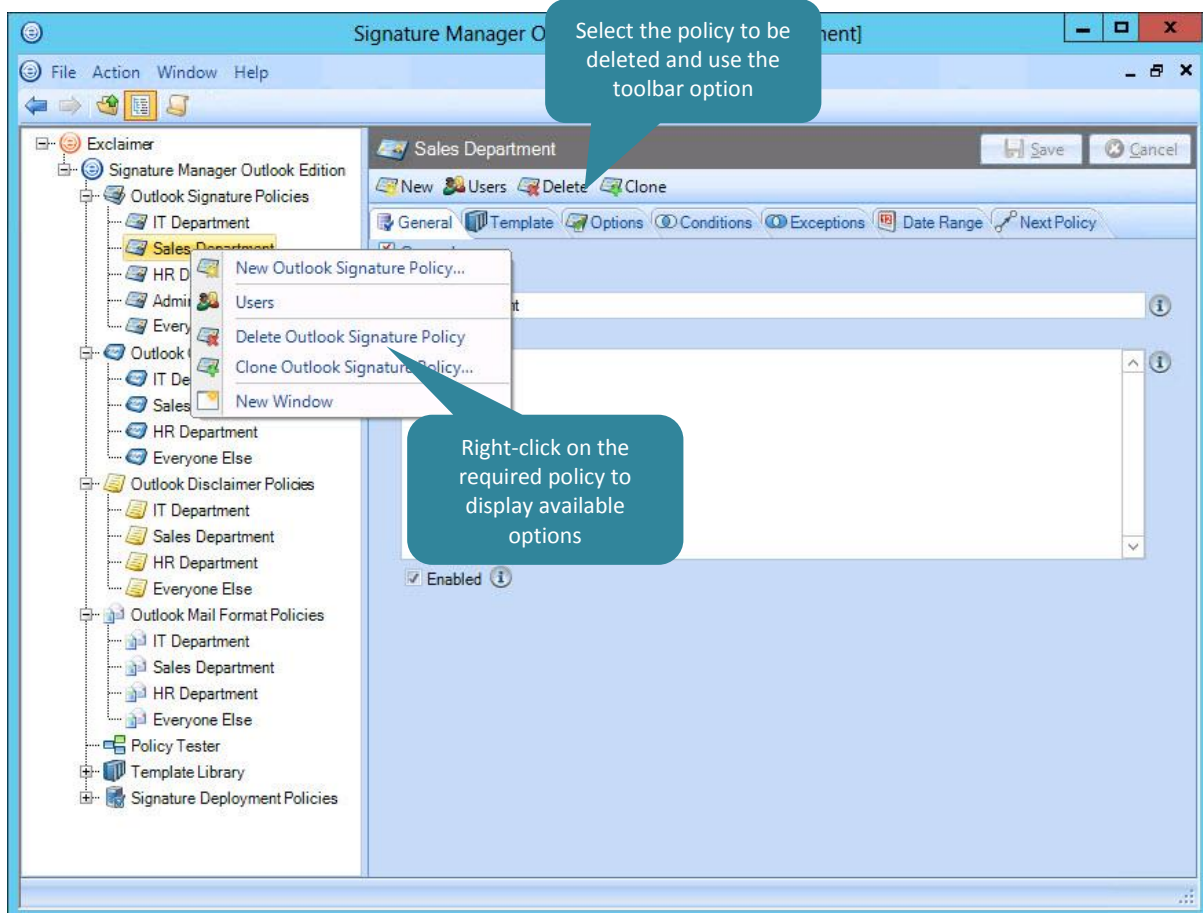 Signature Manager O
ent]
Select the policy to be
deleted and use the
toolbar option
File Action Window Help
Exclaimer
Signature Manager Outlook Edition
Outlook Signature Policies
IT Department
Sales Department
HR D
Admi
Every
Outlook
IT De
Sales
HR Department
Everyone Else
Outlook Disclaimer Policies
IT Department
Sales Department
HR Department
Everyone Else
Outlook Mail Format Policies
IT Department
Sales Department
HR Department
Everyone Else
Policy Tester
Template Library
Signature Deployment Policies
New Outlook Signature Policy...
Users
Delete Outlook Signature Policy
Clone Outlook Signature Policy...
New Window
Sales Department
Save Cancel
New Users Delete Clone
General Template Options Conditions Exceptions Date Range Next Policy
Right-click on the
required policy to
display available
options
Enabled